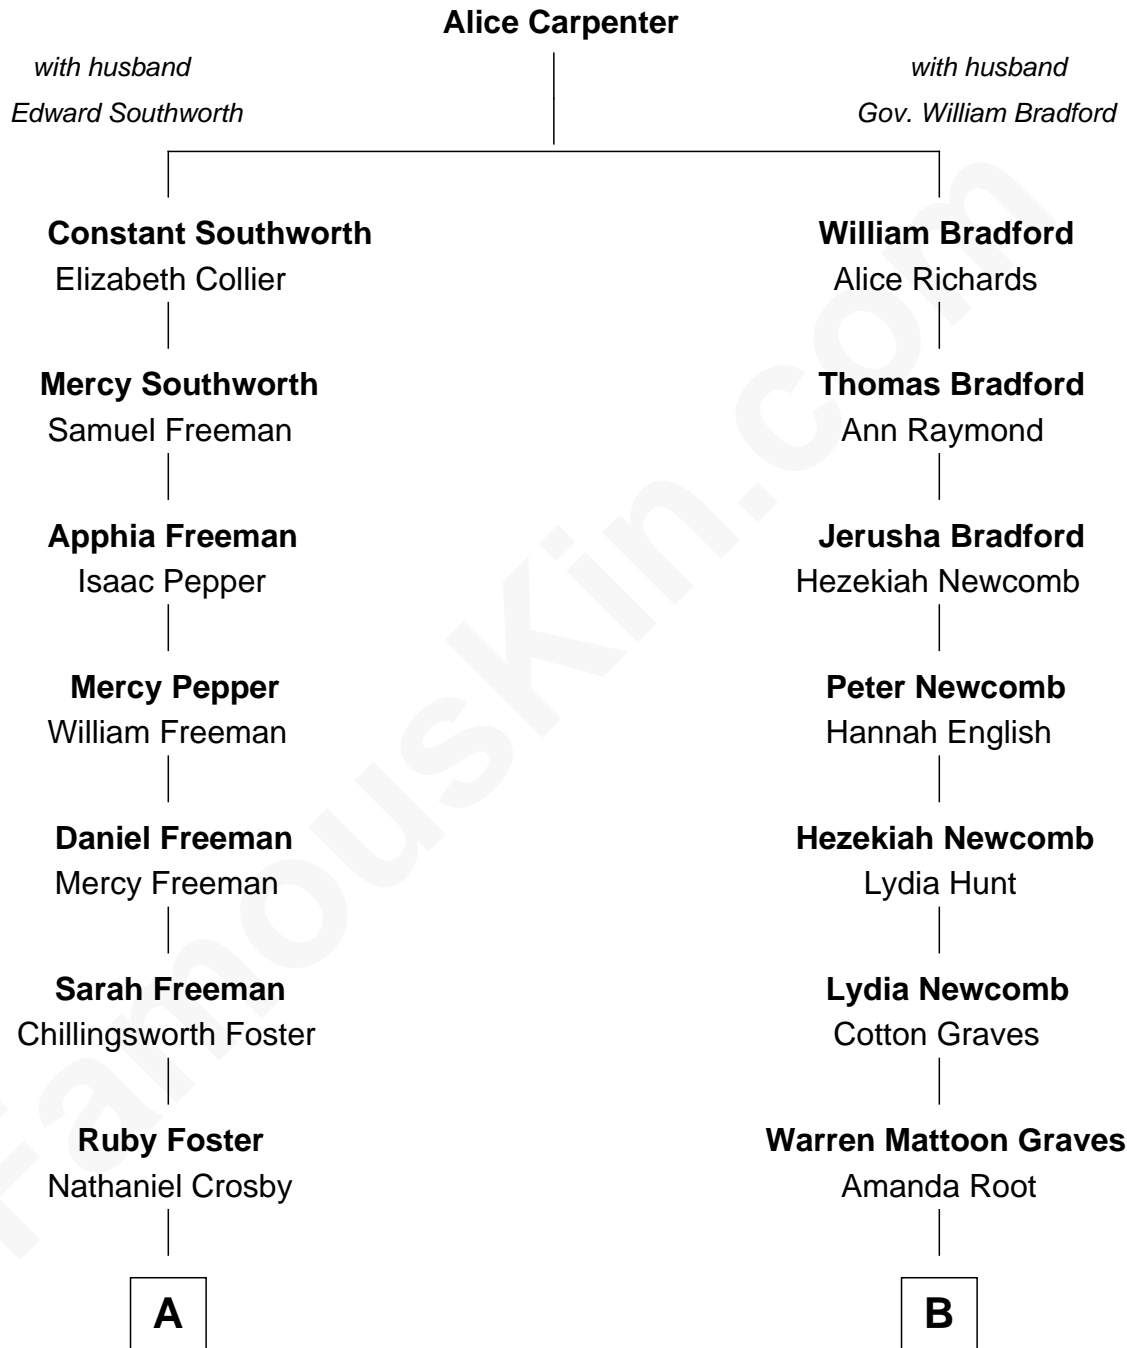 Alice Carpenter
with husband
Edward Southworth
with husband
Gov. William Bradford
Constant Southworth
Elizabeth Collier
Mercy Southworth
Samuel Freeman
Apphia Freeman
Isaac Pepper
Mercy Pepper
William Freeman
Daniel Freeman
Mercy Freeman
Sarah Freeman
Chillingsworth Foster
Ruby Foster
Nathaniel Crosby
A
William Bradford
Alice Richards
Thomas Bradford
Ann Raymond
Jerusha Bradford
Hezekiah Newcomb
Peter Newcomb
Hannah English
Hezekiah Newcomb
Lydia Hunt
Lydia Newcomb
Cotton Graves
Warren Mattoon Graves
Amanda Root
B
FamousKin.com